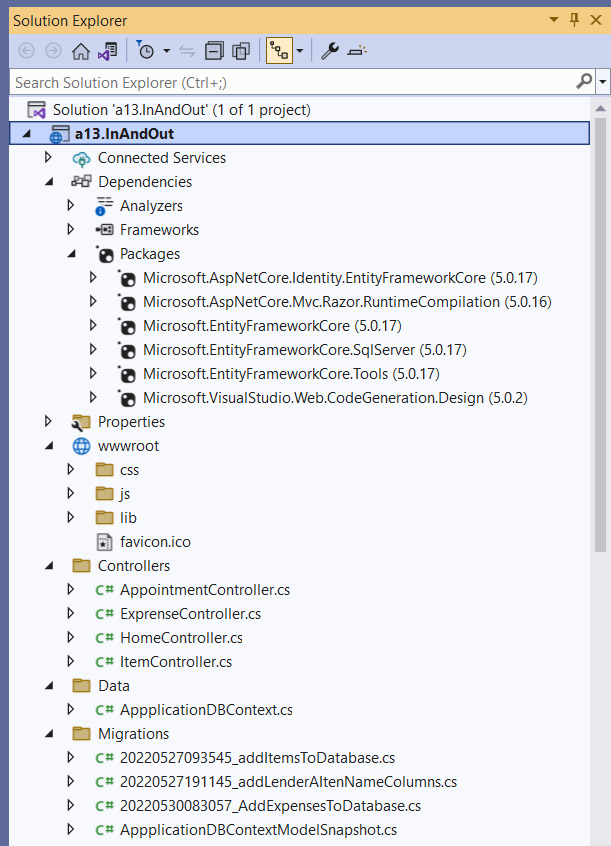 Solution Explorer
Search Solution Explorer (Ctrl+;)
Solution 'a13.InAndOut' (1 of 1 project)
a13.InAndOut
Connected Services
Dependencies
Analyzers
Frameworks
Packages
Microsoft.AspNetCore.Identity.EntityFrameworkCore (5.0.17)
Microsoft.AspNetCore.Mvc.Razor.RuntimeCompilation (5.0.16)
Microsoft.EntityFrameworkCore (5.0.17)
Microsoft.EntityFrameworkCore.SqlServer (5.0.17)
Microsoft.EntityFrameworkCore.Tools (5.0.17)
Microsoft.VisualStudio.Web.CodeGeneration.Design (5.0.2)
Properties
wwwroot
css
js
lib
favicon.ico
Controllers
C# AppointmentController.cs
C# ExprenseController.cs
C# HomeController.cs
C# ItemController.cs
Data
C# AppplicationDBContext.cs
Migrations
C# 20220527093545_addItemsToDatabase.cs
C# 20220527191145_addLenderAItenNameColumns.cs
C# 20220530083057_AddExpensesToDatabase.cs
C# AppplicationDBContextModelSnapshot.cs